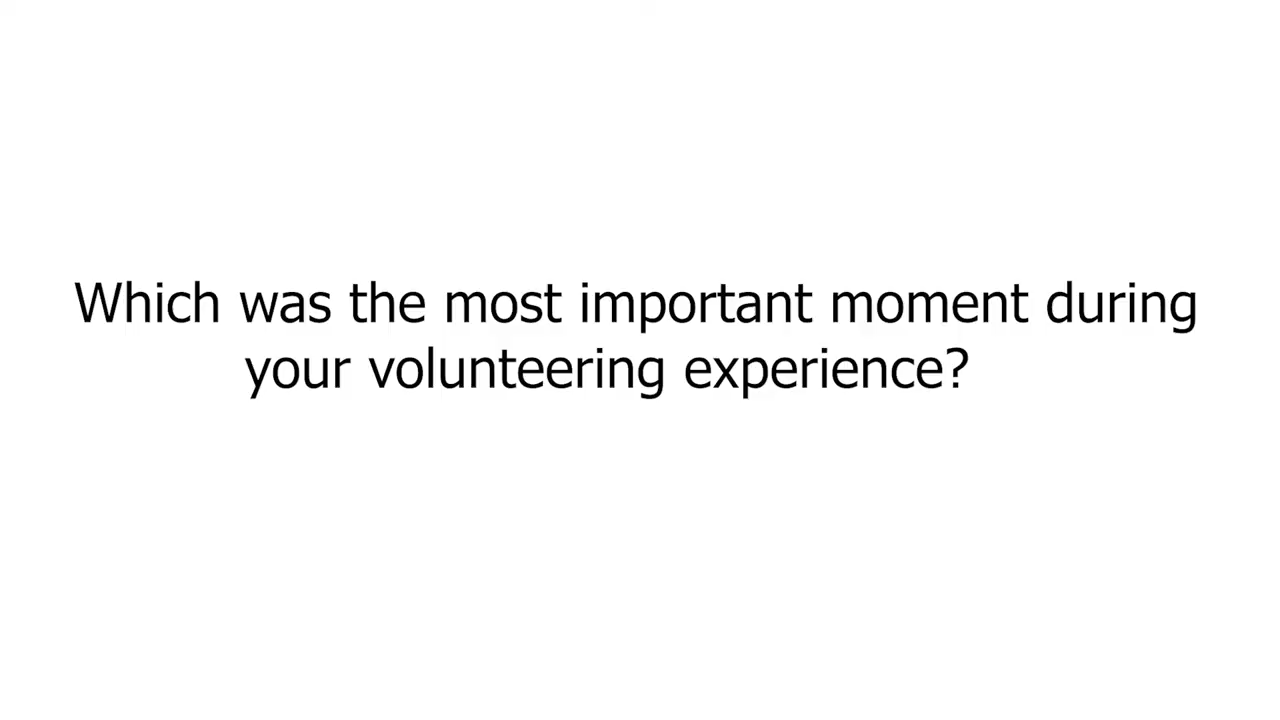 Which was the most important moment during
your volunteering experience?